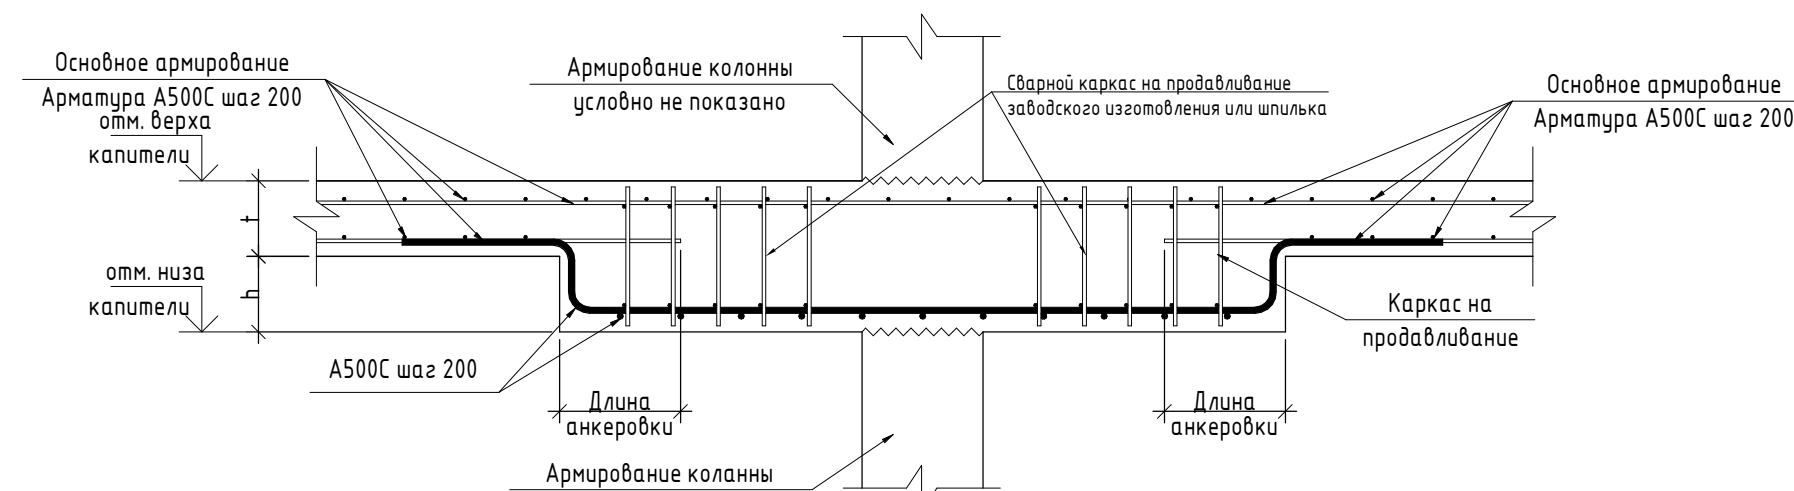 Основное армирование
Арматура А500С шаг 200
отм. верха
капители
Армирование колонны
условно не показано
Сварной каркас на продавливание
заводского изготовления или шпилька
Основное армирование
Арматура А500С шаг 200
t
отм. низа
капители
h
Каркас на
продавливание
А500С шаг 200
Длина
анкеровки
Длина
анкеровки
Армирование коланны